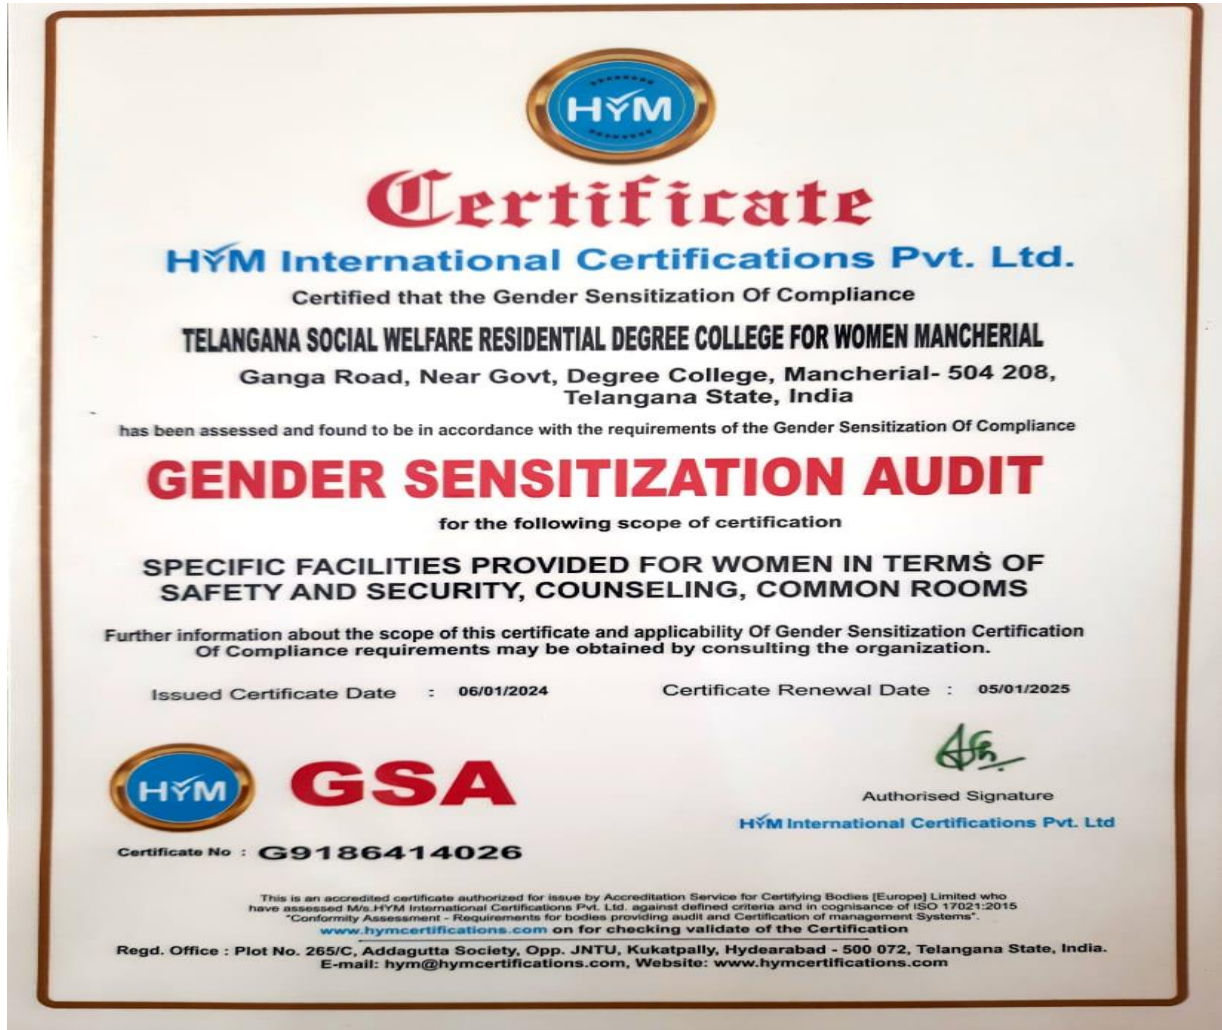 HYM
Certificate
HYM International Certifications Pvt. Ltd.
Certified that the Gender Sensitization Of Compliance
TELANGANA SOCIAL WELFARE RESIDENTIAL DEGREE COLLEGE FOR WOMEN MANCHERIAL
Ganga Road, Near Govt, Degree College, Mancherial- 504 208,
Telangana State, India
has been assessed and found to be in accordance with the requirements of the Gender Sensitization Of Compliance
GENDER SENSITIZATION AUDIT
for the following scope of certification
SPECIFIC FACILITIES PROVIDED FOR WOMEN IN TERMS OF
SAFETY AND SECURITY, COUNSELING, COMMON ROOMS
Further information about the scope of this certificate and applicability Of Gender Sensitization Certification
Of Compliance requirements may be obtained by consulting the organization.
Issued Certificate Date : 06/01/2024 Certificate Renewal Date : 05/01/2025
HYM GSA
Authorised Signature
HYM International Certifications Pvt. Ltd
Certificate No : G9186414026
This is an accredited certificate authorized for issue by Accreditation Service for Certifying Bodies [Europe] Limited who
have assessed M/s.HYM International Certifications Pvt. Ltd. against defined criteria and in cognisance of ISO 17021:2015
"Conformity Assessment - Requirements for bodies providing audit and Certification of management Systems".
www.hymcertifications.com on for checking validate of the Certification
Regd. Office : Plot No. 265/C, Addagutta Society, Opp. JNTU, Kukatpally, Hydearabad - 500 072, Telangana State, India.
E-mail: hym@hymcertifications.com, Website: www.hymcertifications.com